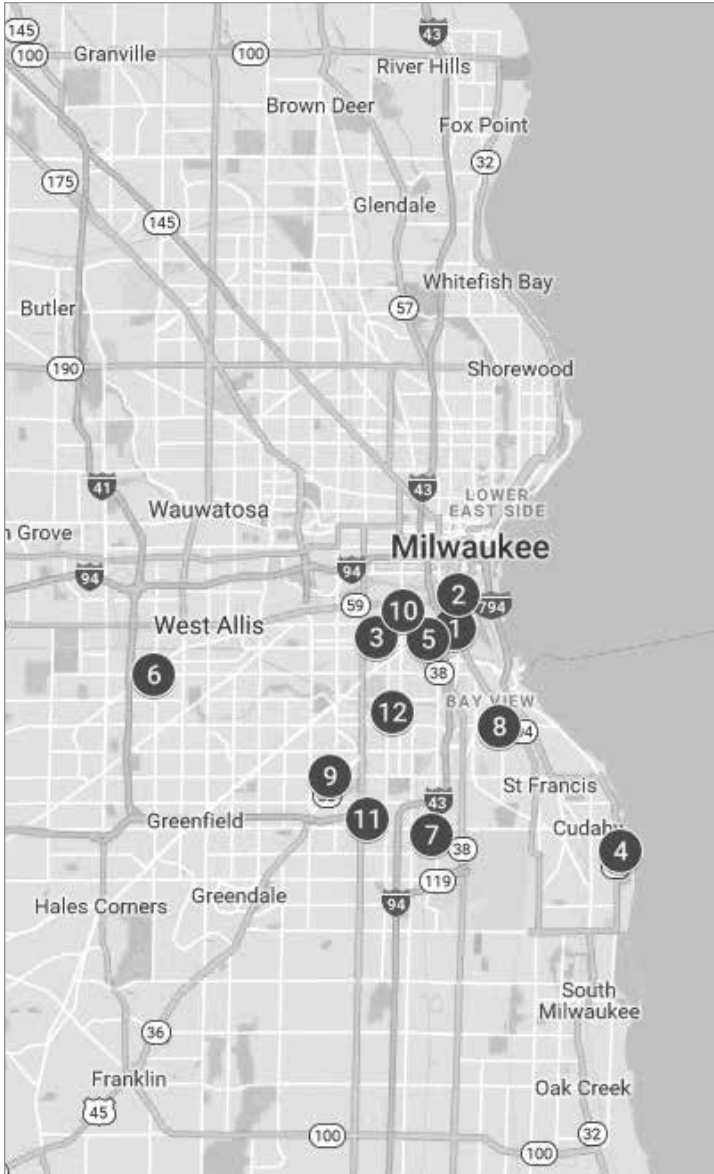 145
43
100
Granville
100
River Hills
Brown Deer
Fox Point
32
175
Glendale
145
Whitefish Bay
Butler
57
190
Shorewood
41
43
Wauwatosa
LOWER
EAST SIDE
n Grove
Milwaukee
94
94
2
59
794
10
West Allis
3
5
1
6
38
BAY VIEW
12
8
9
St Francis
43
Greenfield
11
7
Cudahy
38
4
119
Greendale
94
Hales Corners
South
Milwaukee
36
Franklin
Oak Creek
45
100
32
100